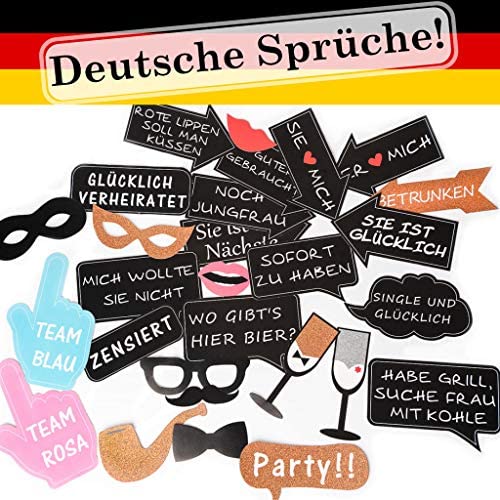 Deutsche Sprüche!
ROTE LIPPEN
SOLL MAN
KÜSSEN
GUTER
GEBRAUCHT
SIE ♥ MICH
ER ♥ MICH
GLÜCKLICH
VERHEIRATET
NOCH
JUNGFRAU
BETRUNKEN
Sie ist
Nächste
SIE IST
GLÜCKLICH
MICH WOLLTE
SIE NICHT
SOFORT
ZU HABEN
SINGLE UND
GLÜCKLICH
TEAM
BLAU
ZENSIERT
WO GIBT'S
HIER BIER?
HABE GRILL,
SUCHE FRAU
MIT KOHLE
TEAM
ROSA
Party!!